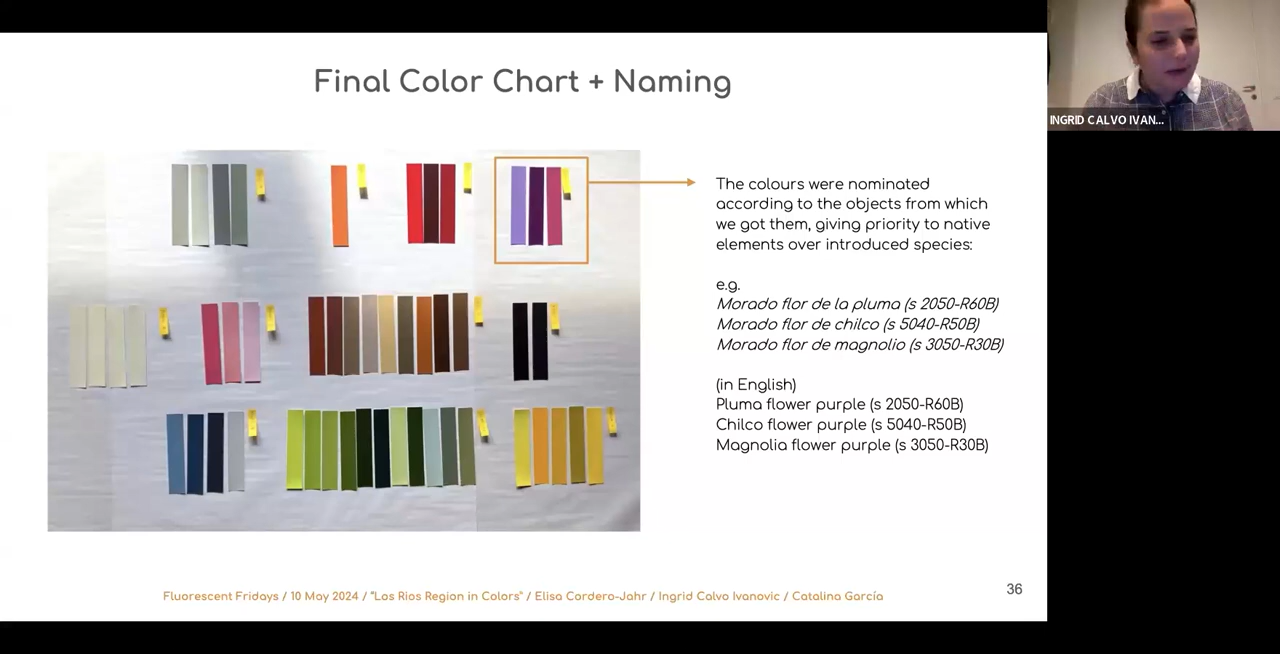 Final Color Chart + Naming
INGRID CALVO IVAN...
The colours were nominated
according to the objects from which
we got them, giving priority to native
elements over introduced species:
e.g.
Morado flor de la pluma (s 2050-R60B)
Morado flor de chilco (s 5040-R50B)
Morado flor de magnolio (s 3050-R30B)
(in English)
Pluma flower purple (s 2050-R60B)
Chilco flower purple (s 5040-R50B)
Magnolia flower purple (s 3050-R30B)
Fluorescent Fridays / 10 May 2024 / "Los Rios Region in Colors" / Elisa Cordero-Jahr / Ingrid Calvo Ivanovic / Catalina García
36